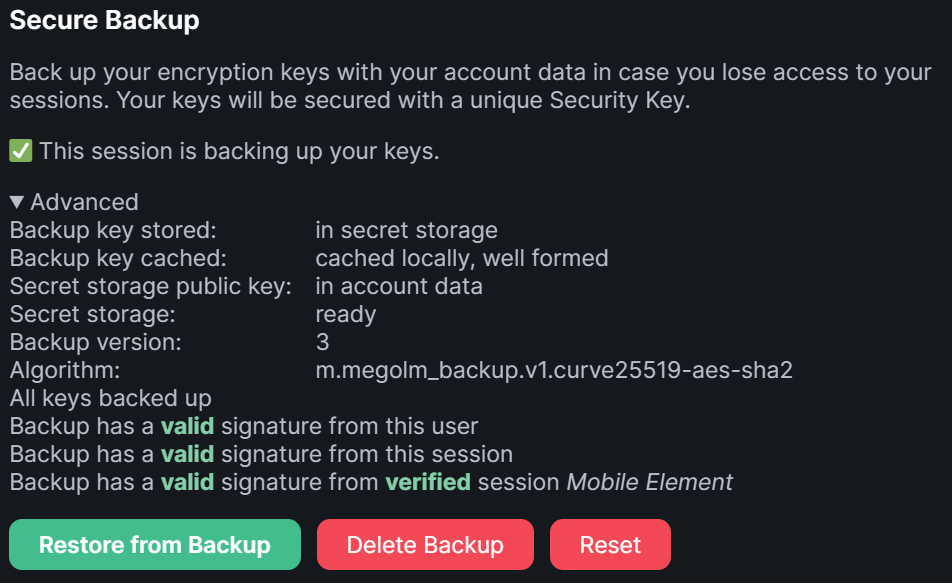 Secure Backup
Back up your encryption keys with your account data in case you lose access to your
sessions. Your keys will be secured with a unique Security Key.
✅ This session is backing up your keys.
▼ Advanced
Backup key stored: in secret storage
Backup key cached: cached locally, well formed
Secret storage public key: in account data
Secret storage: ready
Backup version: 3
Algorithm: m.megolm_backup.v1.curve25519-aes-sha2
All keys backed up
Backup has a valid signature from this user
Backup has a valid signature from this session
Backup has a valid signature from verified session Mobile Element
Restore from Backup Delete Backup Reset